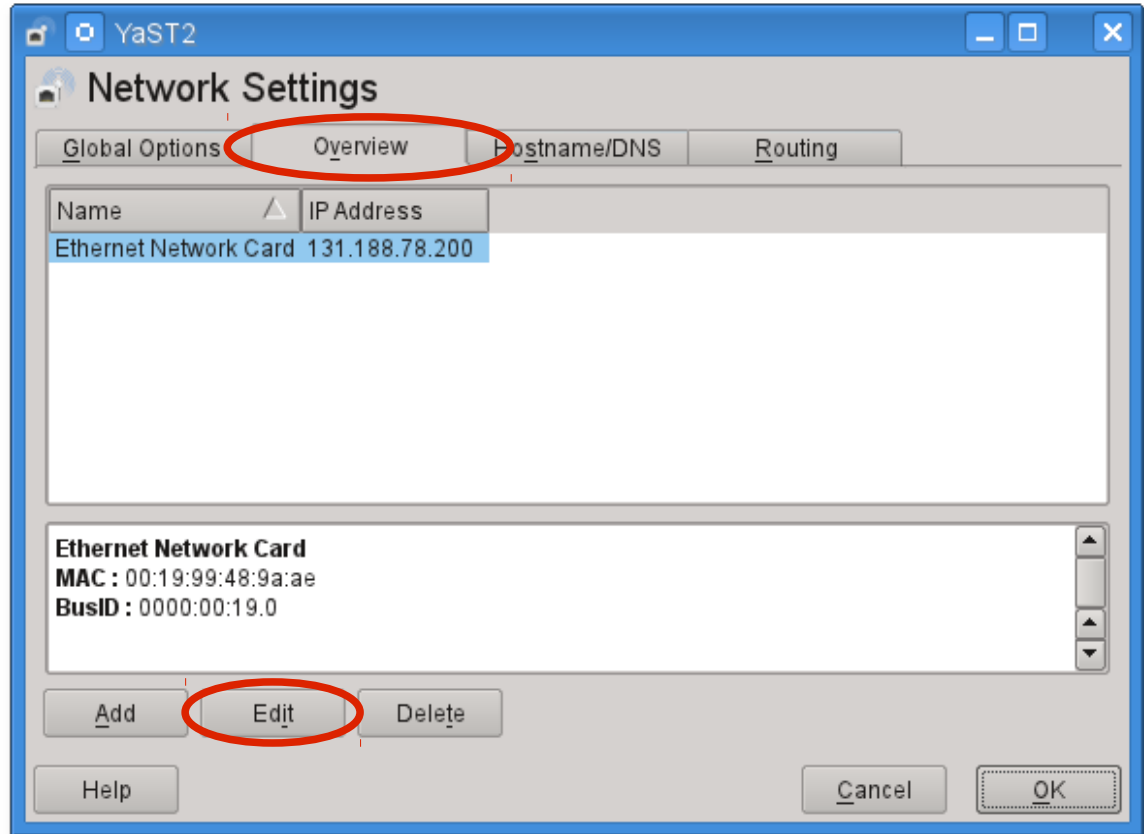 YaST2
Network Settings
Global Options Overview Hostname/DNS Routing
Name IP Address
Ethernet Network Card 131.188.78.200
Ethernet Network Card
MAC : 00:19:99:48:9a:ae
BusID : 0000:00:19.0
Add Edit Delete
Help Cancel OK